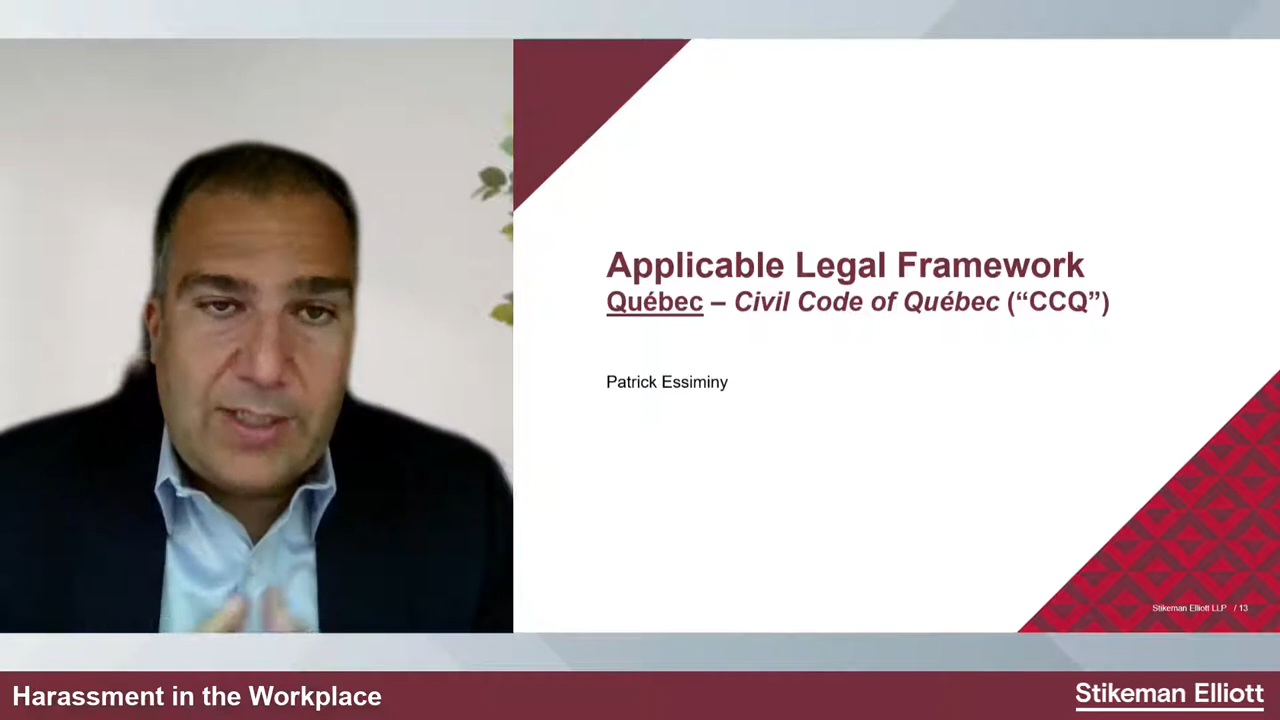 Applicable Legal Framework
Québec – Civil Code of Québec (“CCQ”)
Patrick Essiminy
Stikeman Elliott LLP / 13
Harassment in the Workplace
Stikeman Elliott